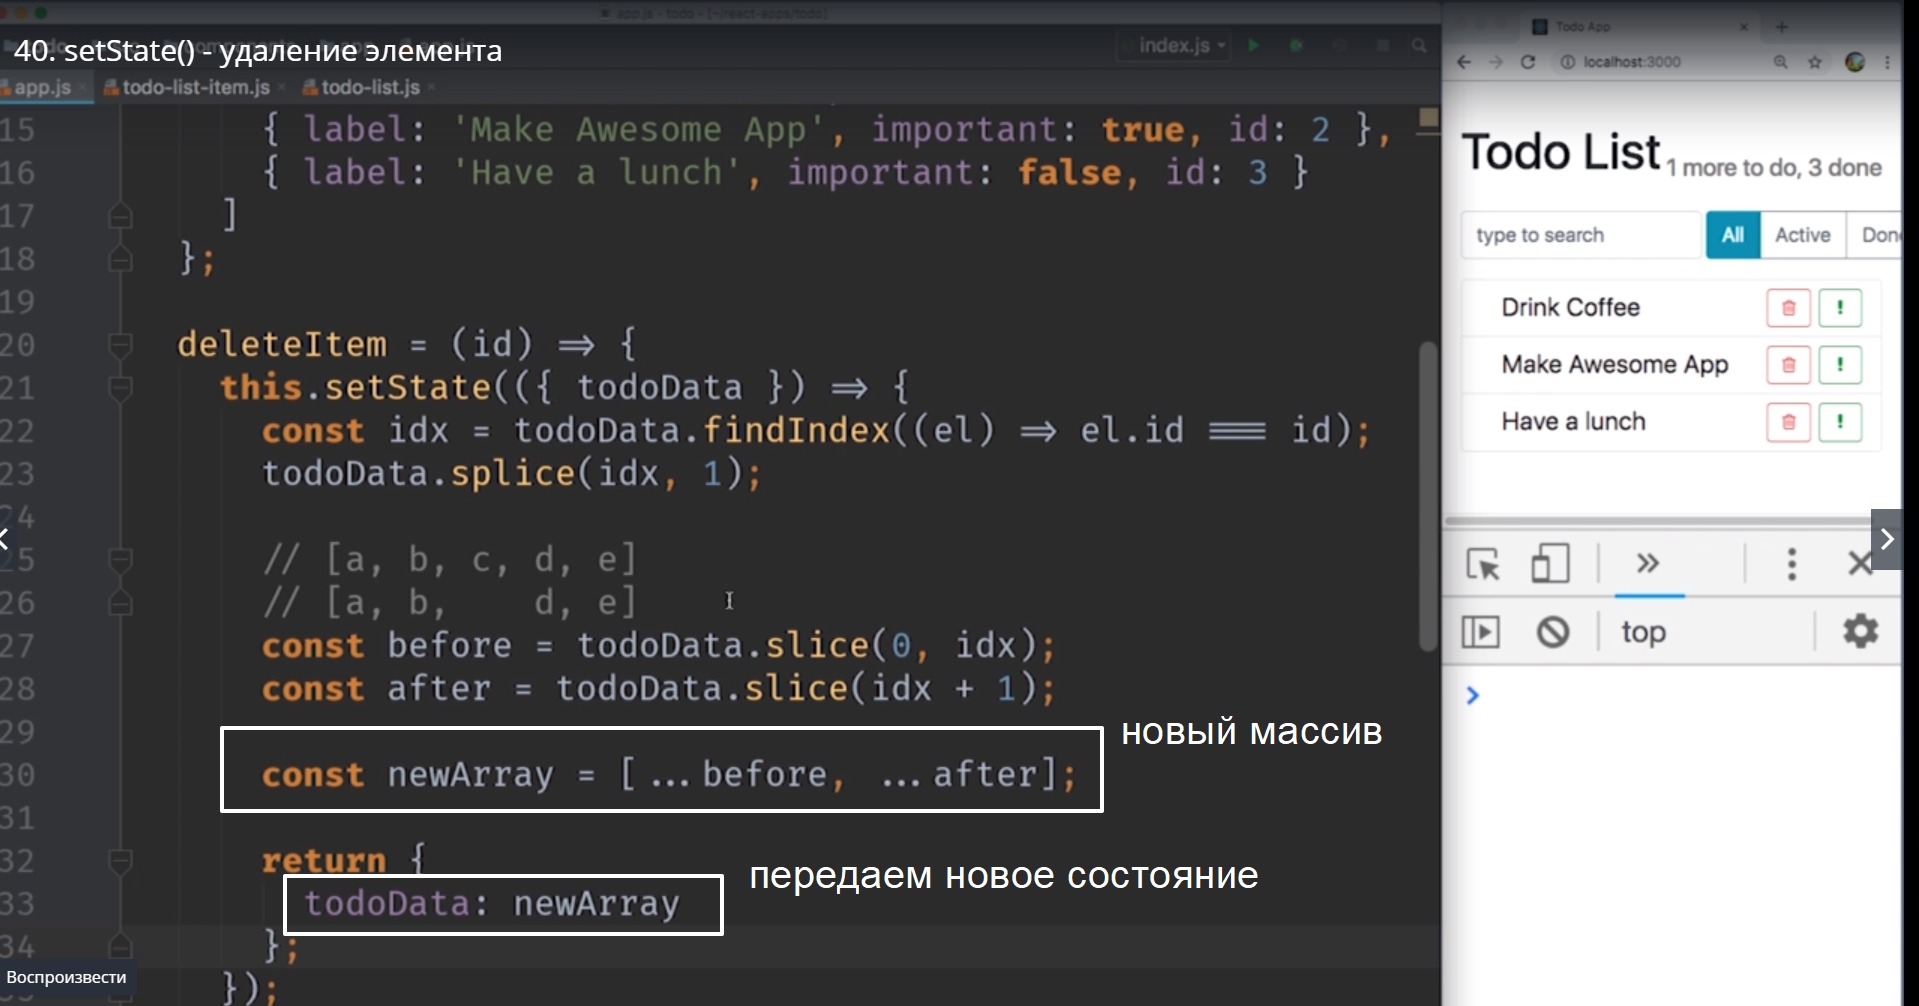 40. setState() - удаление элемента
index.js
app.js todo-list-item.js todo-list.js
15 { label: 'Make Awesome App', important: true, id: 2 },
16 { label: 'Have a lunch', important: false, id: 3 }
17 ]
18 };
19
20 deleteItem = (id) => {
21 this.setState(({ todoData }) => {
22 const idx = todoData.findIndex((el) => el.id === id);
23 todoData.splice(idx, 1);
24
25 // [a, b, c, d, e]
26 // [a, b,    d, e]
27 const before = todoData.slice(0, idx);
28 const after = todoData.slice(idx + 1);
29
30 const newArray = [...before, ...after];
31
32 return {
33 todoData: newArray
34 };
});
новый массив
передаем новое состояние
Воспроизвести
Todo App
localhost:3000
Todo List 1 more to do, 3 done
type to search All Active Done
Drink Coffee !
Make Awesome App !
Have a lunch !
top